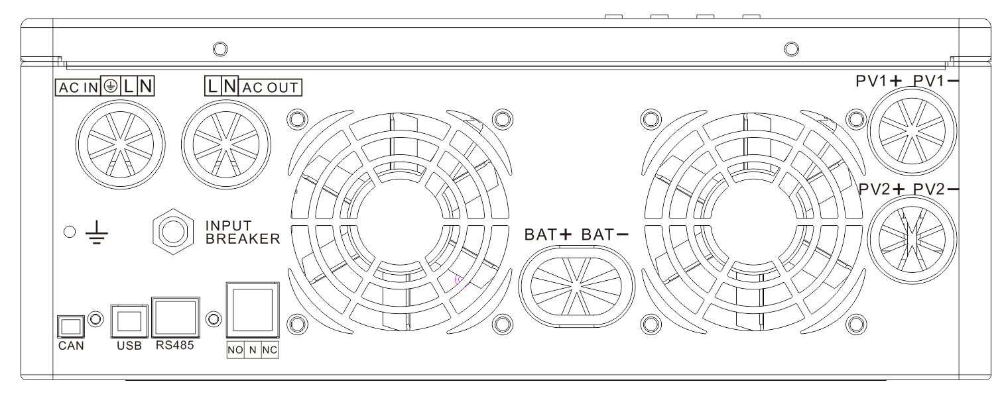 AC IN ⏚ L N
L N AC OUT
PV1+ PV1−
PV2+ PV2−
INPUT
BREAKER
BAT+ BAT−
CAN
USB
RS485
NO N NC